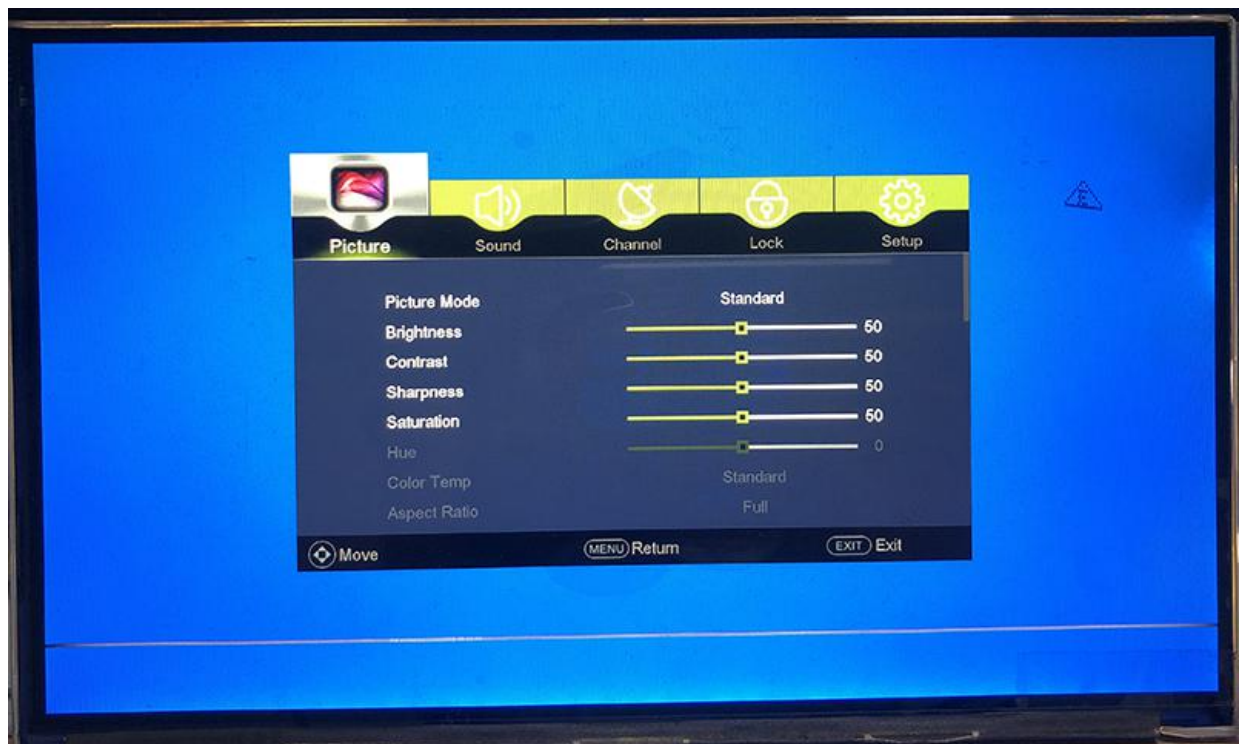 E
Picture Sound Channel Lock Setup
Picture Mode Standard
Brightness 50
Contrast 50
Sharpness 50
Saturation 50
Hue 0
Color Temp Standard
Aspect Ratio Full
Move MENU Return EXIT Exit